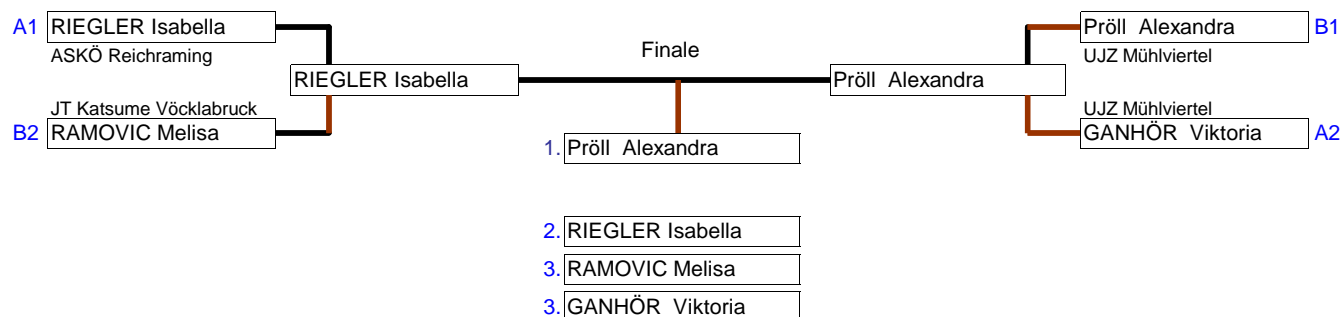 A1 RIEGLER Isabella
ASKÖ Reichraming
RIEGLER Isabella
JT Katsume Vöcklabruck
B2 RAMOVIC Melisa
Finale
Pröll Alexandra B1
UJZ Mühlviertel
Pröll Alexandra
UJZ Mühlviertel
GANHÖR Viktoria A2
1. Pröll Alexandra
2. RIEGLER Isabella
3. RAMOVIC Melisa
3. GANHÖR Viktoria